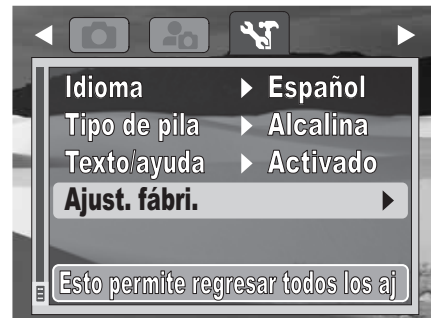 Idioma Español
Tipo de pila Alcalina
Texto/ayuda Activado
Ajust. fábri.
Esto permite regresar todos los aj